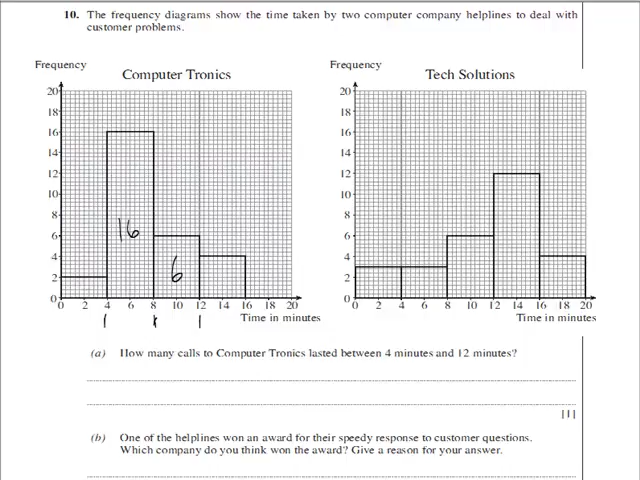 10. The frequency diagrams show the time taken by two computer company helplines to deal with
customer problems.
Frequency
Computer Tronics
20
18
16
14
12
10
8
6
4
2
0
16
6
0 2 4 6 8 10 12 14 16 18 20
Time in minutes
Frequency
Tech Solutions
20
18
16
14
12
10
8
6
4
2
0
0 2 4 6 8 10 12 14 16 18 20
Time in minutes
(a) How many calls to Computer Tronics lasted between 4 minutes and 12 minutes?
[1]
(b) One of the helplines won an award for their speedy response to customer questions.
Which company do you think won the award? Give a reason for your answer.